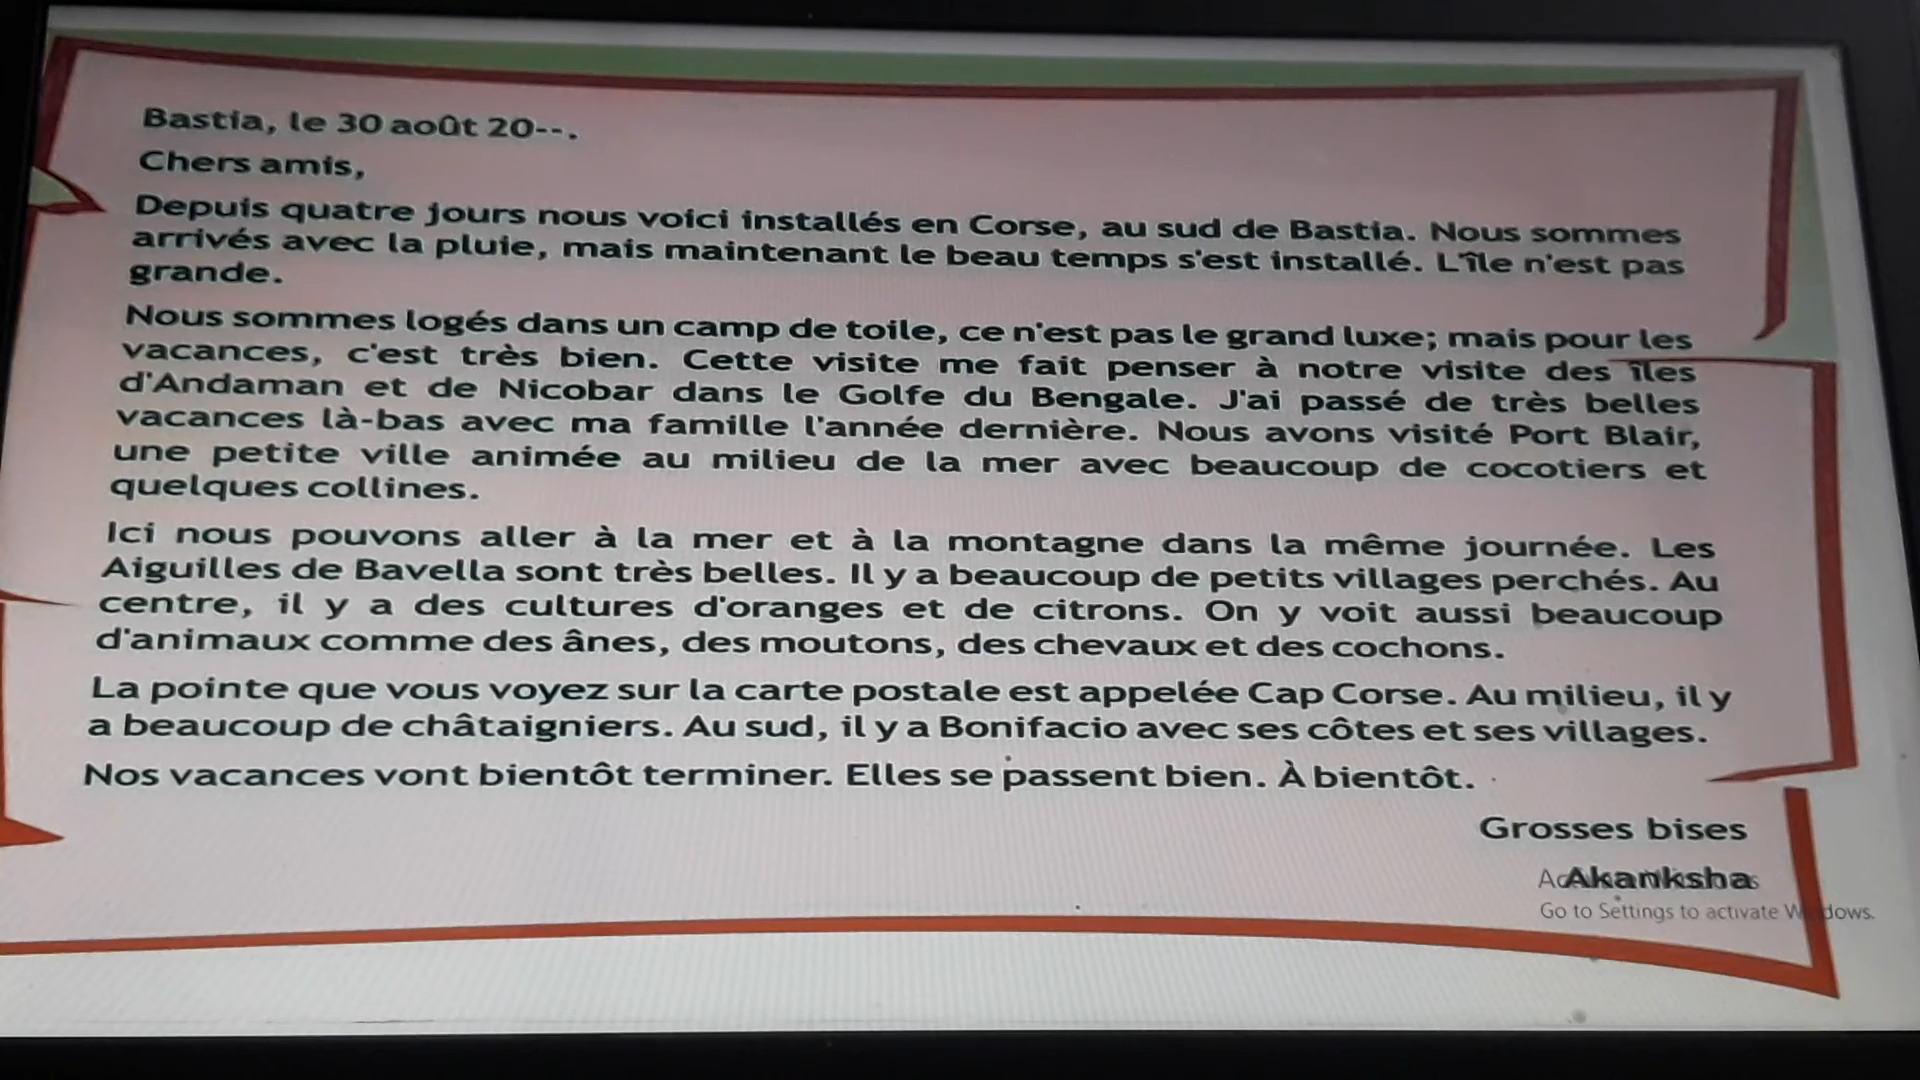 Bastia, le 30 août 20--.
Chers amis,
Depuis quatre jours nous voici installés en Corse, au sud de Bastia. Nous sommes
arrivés avec la pluie, mais maintenant le beau temps s'est installé. L'île n'est pas
grande.
Nous sommes logés dans un camp de toile, ce n'est pas le grand luxe; mais pour les
vacances, c'est très bien. Cette visite me fait penser à notre visite des îles
d'Andaman et de Nicobar dans le Golfe du Bengale. J'ai passé de très belles
vacances là-bas avec ma famille l'année dernière. Nous avons visité Port Blair,
une petite ville animée au milieu de la mer avec beaucoup de cocotiers et
quelques collines.
Ici nous pouvons aller à la mer et à la montagne dans la même journée. Les
Aiguilles de Bavella sont très belles. Il y a beaucoup de petits villages perchés. Au
centre, il y a des cultures d'oranges et de citrons. On y voit aussi beaucoup
d'animaux comme des ânes, des moutons, des chevaux et des cochons.
La pointe que vous voyez sur la carte postale est appelée Cap Corse. Au milieu, il y
a beaucoup de châtaigniers. Au sud, il y a Bonifacio avec ses côtes et ses villages.
Nos vacances vont bientôt terminer. Elles se passent bien. À bientôt.
Grosses bises
Akanksha
Go to Settings to activate Windows.